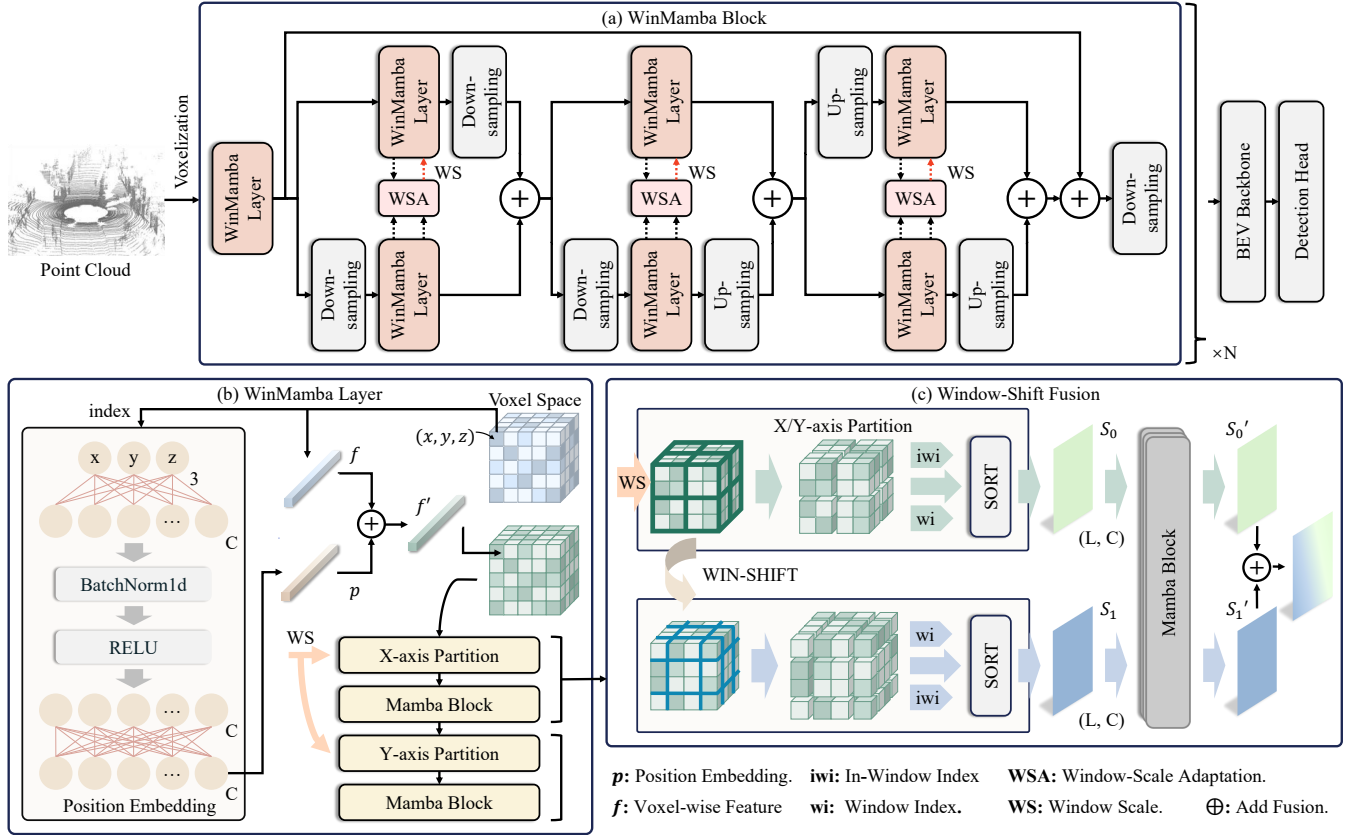 (a) WinMamba Block
Voxelization
Point Cloud
WinMamba Layer
WinMamba Layer
Down-sampling
WS
WSA
Down-sampling
WinMamba Layer
WinMamba Layer
WS
WSA
Down-sampling
WinMamba Layer
Up-sampling
Up-sampling
WinMamba Layer
WS
WSA
WinMamba Layer
Up-sampling
Down-sampling
×N
BEV Backbone
Detection Head
(b) WinMamba Layer
index
Voxel Space
(x, y, z)
x y z
3
...
C
BatchNorm1d
RELU
...
C
...
C
Position Embedding
f
p
f'
WS
X-axis Partition
Mamba Block
Y-axis Partition
Mamba Block
(c) Window-Shift Fusion
X/Y-axis Partition
WS
iwi
wi
SORT
S0
(L, C)
WIN-SHIFT
wi
iwi
SORT
S1
(L, C)
Mamba Block
S0'
S1'
p: Position Embedding. iwi: In-Window Index WSA: Window-Scale Adaptation.
f: Voxel-wise Feature wi: Window Index. WS: Window Scale. ⊕: Add Fusion.